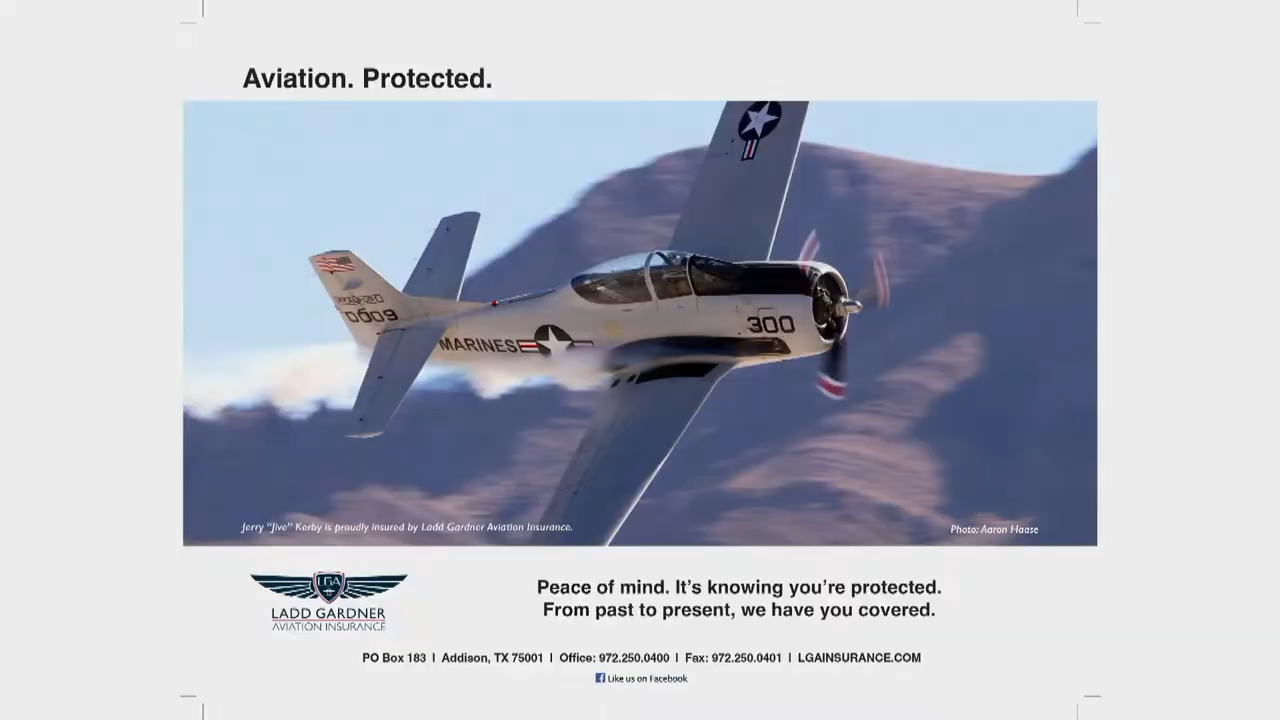 Aviation. Protected.
0009
MARINES
300
Jerry "Jive" Kerby is proudly insured by Ladd Gardner Aviation Insurance.
Photo: Aaron Haase
LGA
LADD GARDNER
AVIATION INSURANCE
Peace of mind. It's knowing you're protected.
From past to present, we have you covered.
PO Box 183 I Addison, TX 75001 I Office: 972.250.0400 I Fax: 972.250.0401 I LGAINSURANCE.COM
Like us on Facebook